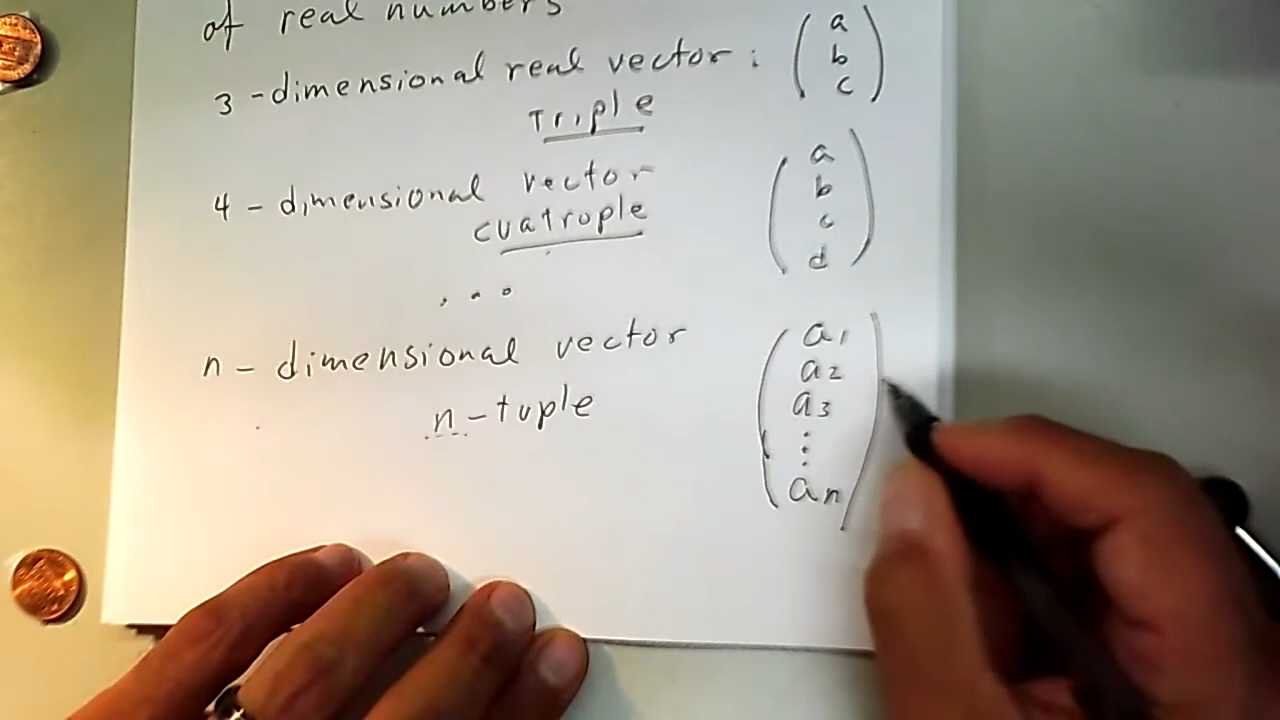 of real numbers
3-dimensional real vector : ( a
b
c )
Triple
4 - dimensional vector ( a
b
c
d )
cuatrople
...
n - dimensional vector ( a1
a2
a3
⋮
an )
n-tuple